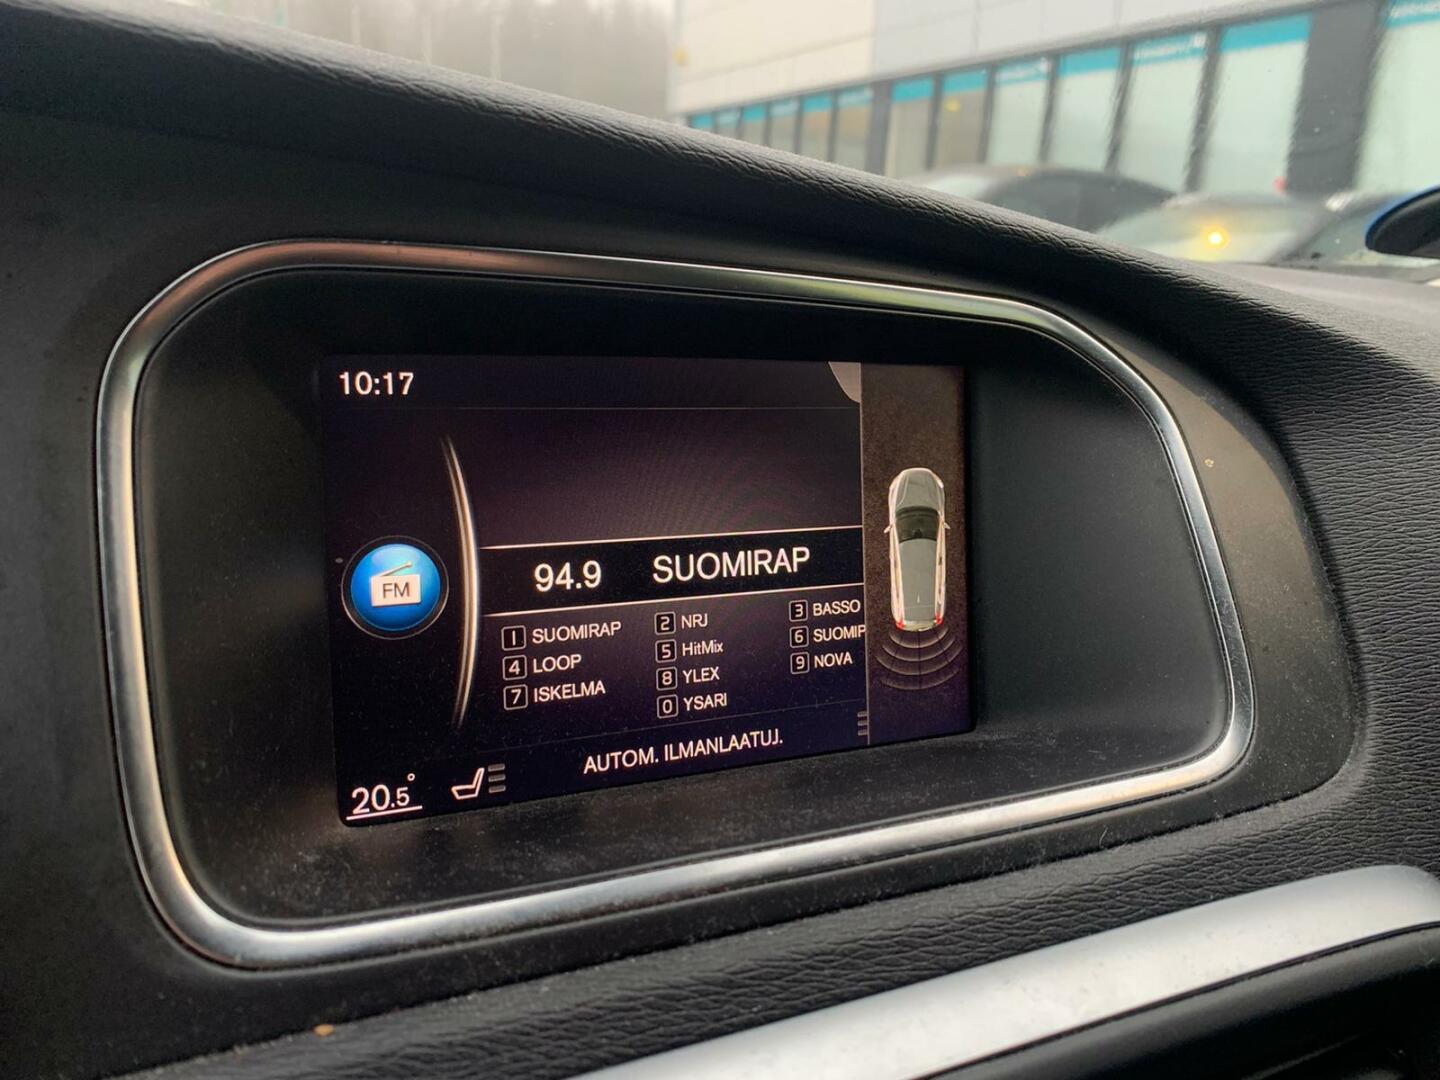 10:17
FM
94.9 SUOMIRAP
1 SUOMIRAP 2 NRJ 3 BASSO
4 LOOP 5 HitMix 6 SUOMIP
7 ISKELMA 8 YLEX 9 NOVA
0 YSARI
20.5° AUTOM. ILMANLAATUJ.